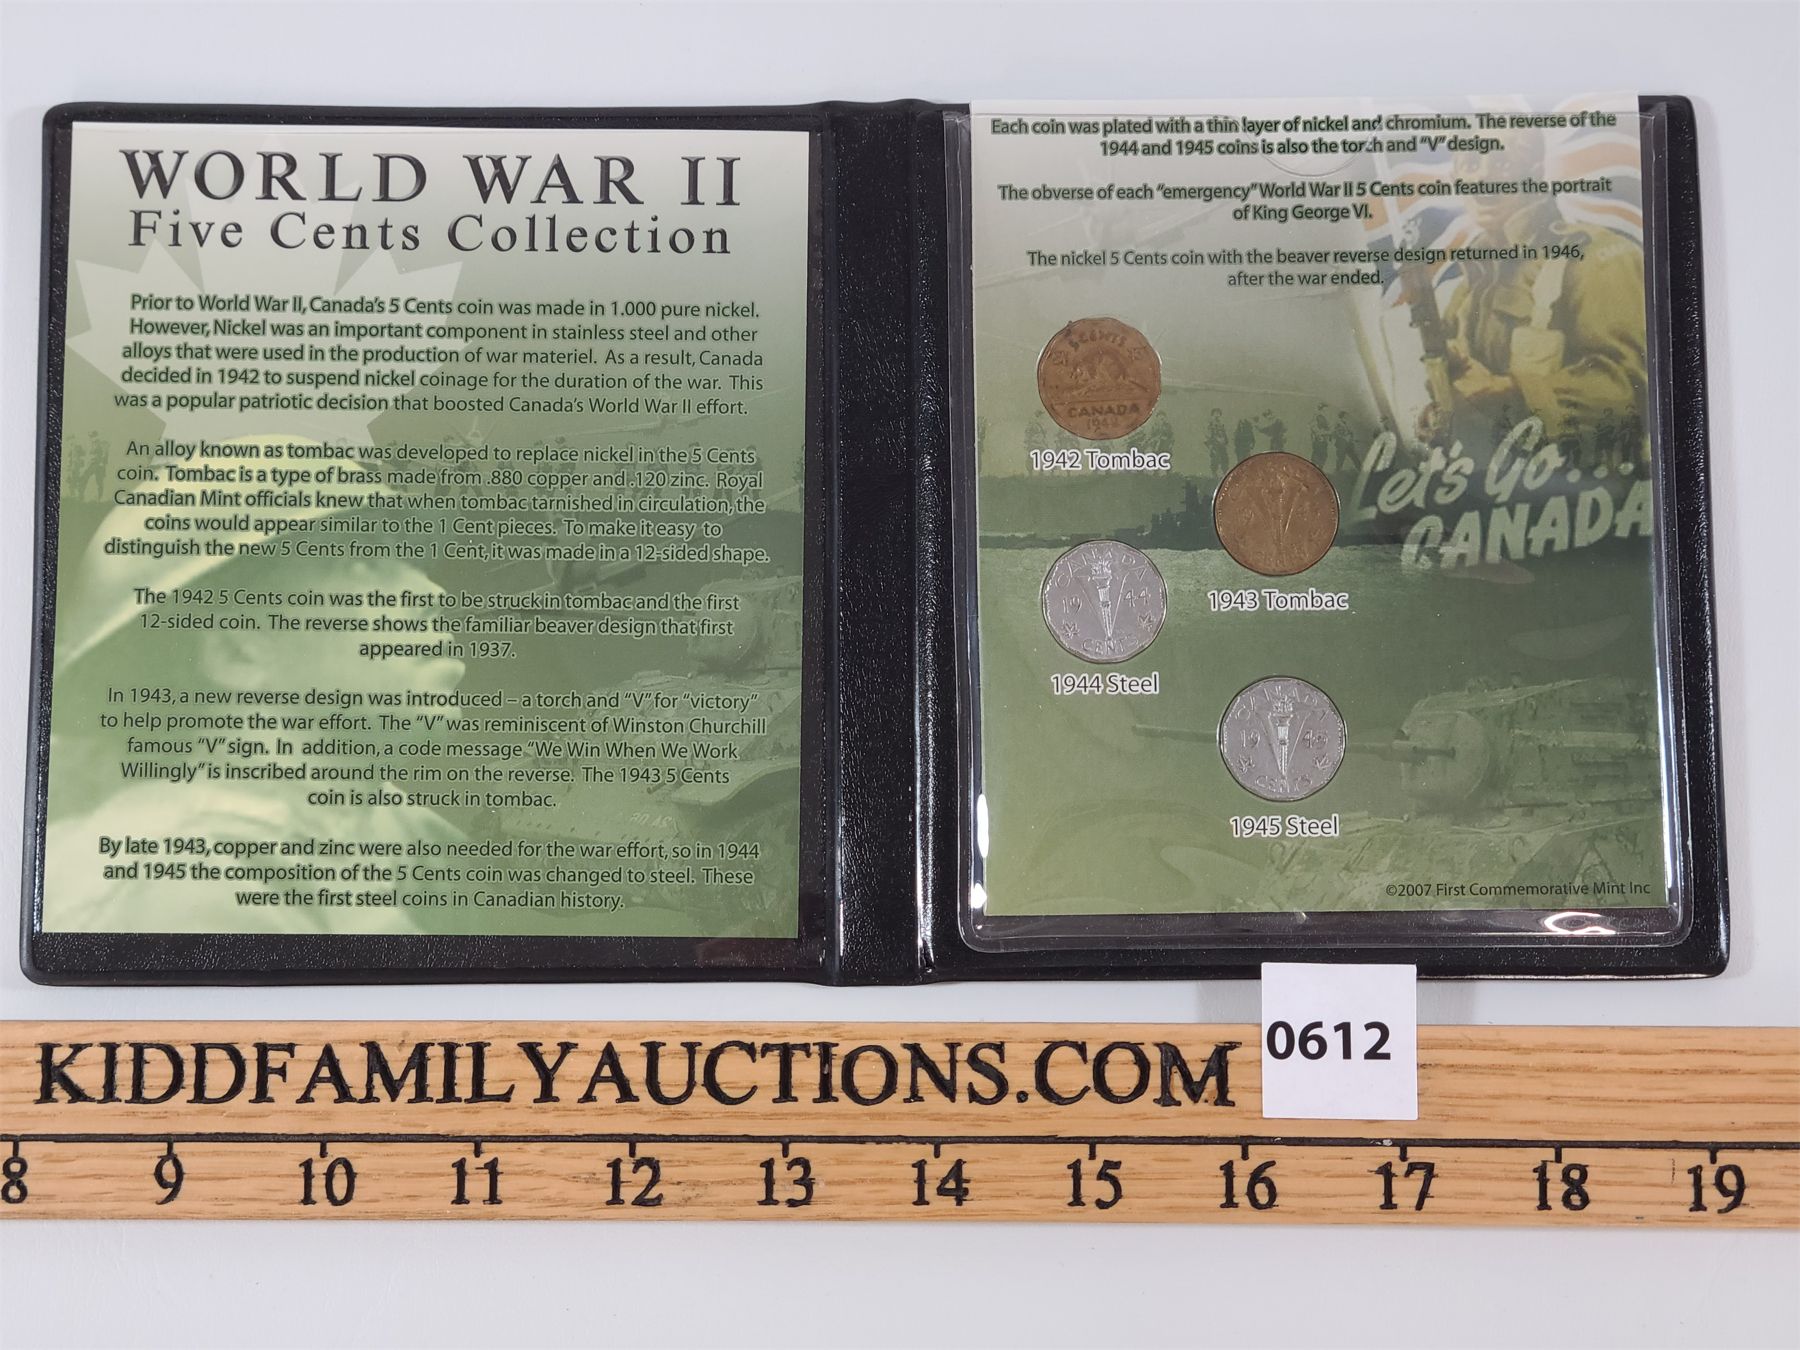 WORLD WAR II
Five Cents Collection
Prior to World War II, Canada's 5 Cents coin was made in 1.000 pure nickel.
However, Nickel was an important component in stainless steel and other
alloys that were used in the production of war materiel. As a result, Canada
decided in 1942 to suspend nickel coinage for the duration of the war. This
was a popular patriotic decision that boosted Canada's World War II effort.
An alloy known as tombac was developed to replace nickel in the 5 Cents
coin. Tombac is a type of brass made from .880 copper and .120 zinc. Royal
Canadian Mint officials knew that when tombac tarnished in circulation, the
coins would appear similar to the 1 Cent pieces. To make it easy to
distinguish the new 5 Cents from the 1 Cent, it was made in a 12-sided shape.
The 1942 5 Cents coin was the first to be struck in tombac and the first
12-sided coin. The reverse shows the familiar beaver design that first
appeared in 1937.
In 1943, a new reverse design was introduced – a torch and "V" for "victory"
to help promote the war effort. The "V" was reminiscent of Winston Churchill
famous "V" sign. In addition, a code message "We Win When We Work
Willingly" is inscribed around the rim on the reverse. The 1943 5 Cents
coin is also struck in tombac.
By late 1943, copper and zinc were also needed for the war effort, so in 1944
and 1945 the composition of the 5 Cents coin was changed to steel. These
were the first steel coins in Canadian history.
Each coin was plated with a thin layer of nickel and chromium. The reverse of the
1944 and 1945 coins is also the torch and "V" design.
The obverse of each "emergency" World War II 5 Cents coin features the portrait
of King George VI.
The nickel 5 Cents coin with the beaver reverse design returned in 1946,
after the war ended.
5 CENTS
CANADA
1942
1942 Tombac
Let's Go...
CANADA
1943 Tombac
CANADA
19 44
CENTS
1944 Steel
CANADA
19 45
CENTS
1945 Steel
©2007 First Commemorative Mint Inc
0612
KIDDFAMILYAUCTIONS.COM
8 9 10 11 12 13 14 15 16 17 18 19